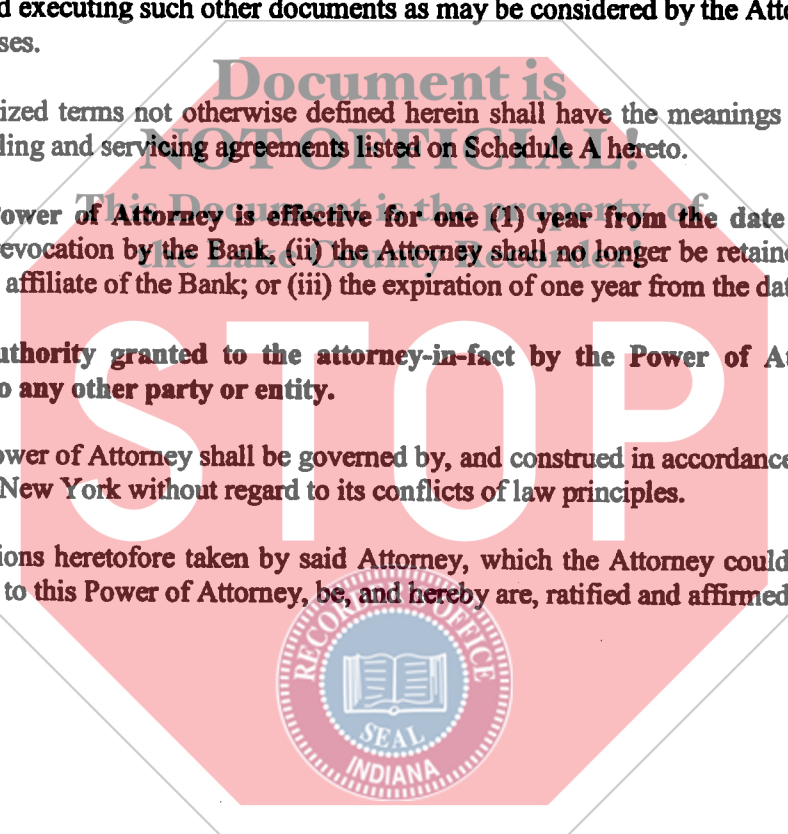 d executing such other documents as may be considered by the Atto
ses.
Document is
ized terms not otherwise defined herein shall have the meanings
NOT OFFICIAL!
ling and servicing agreements listed on Schedule A hereto.
This Document is the property of
ower of Attorney is effective for one (1) year from the date
the Lake County Recorder!
evocation by the Bank, (ii) the Attorney shall no longer be retaine
affiliate of the Bank; or (iii) the expiration of one year from the dat
uthority granted to the attorney-in-fact by the Power of At
o any other party or entity.
STOP
ower of Attorney shall be governed by, and construed in accordance
New York without regard to its conflicts of law principles.
ions heretofore taken by said Attorney, which the Attorney could
to this Power of Attorney, be, and hereby are, ratified and affirmed
RECORDER'S OFFICE
SEAL
INDIANA